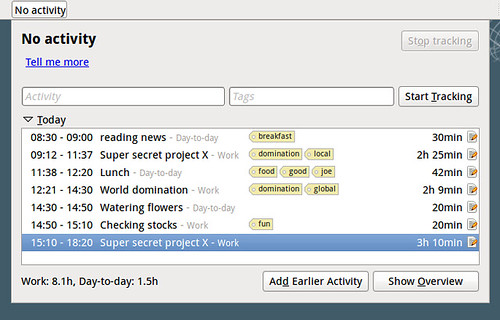 No activity
No activity
Stop tracking
Tell me more
Activity Tags Start Tracking
Today
08:30 - 09:00 reading news - Day-to-day breakfast 30min
09:12 - 11:37 Super secret project X - Work domination local 2h 25min
11:38 - 12:20 Lunch - Day-to-day food good joe 42min
12:21 - 14:30 World domination - Work domination global 2h 9min
14:30 - 14:50 Watering flowers - Day-to-day 20min
14:50 - 15:10 Checking stocks - Work fun 20min
15:10 - 18:20 Super secret project X - Work 3h 10min
Work: 8.1h, Day-to-day: 1.5h Add Earlier Activity Show Overview